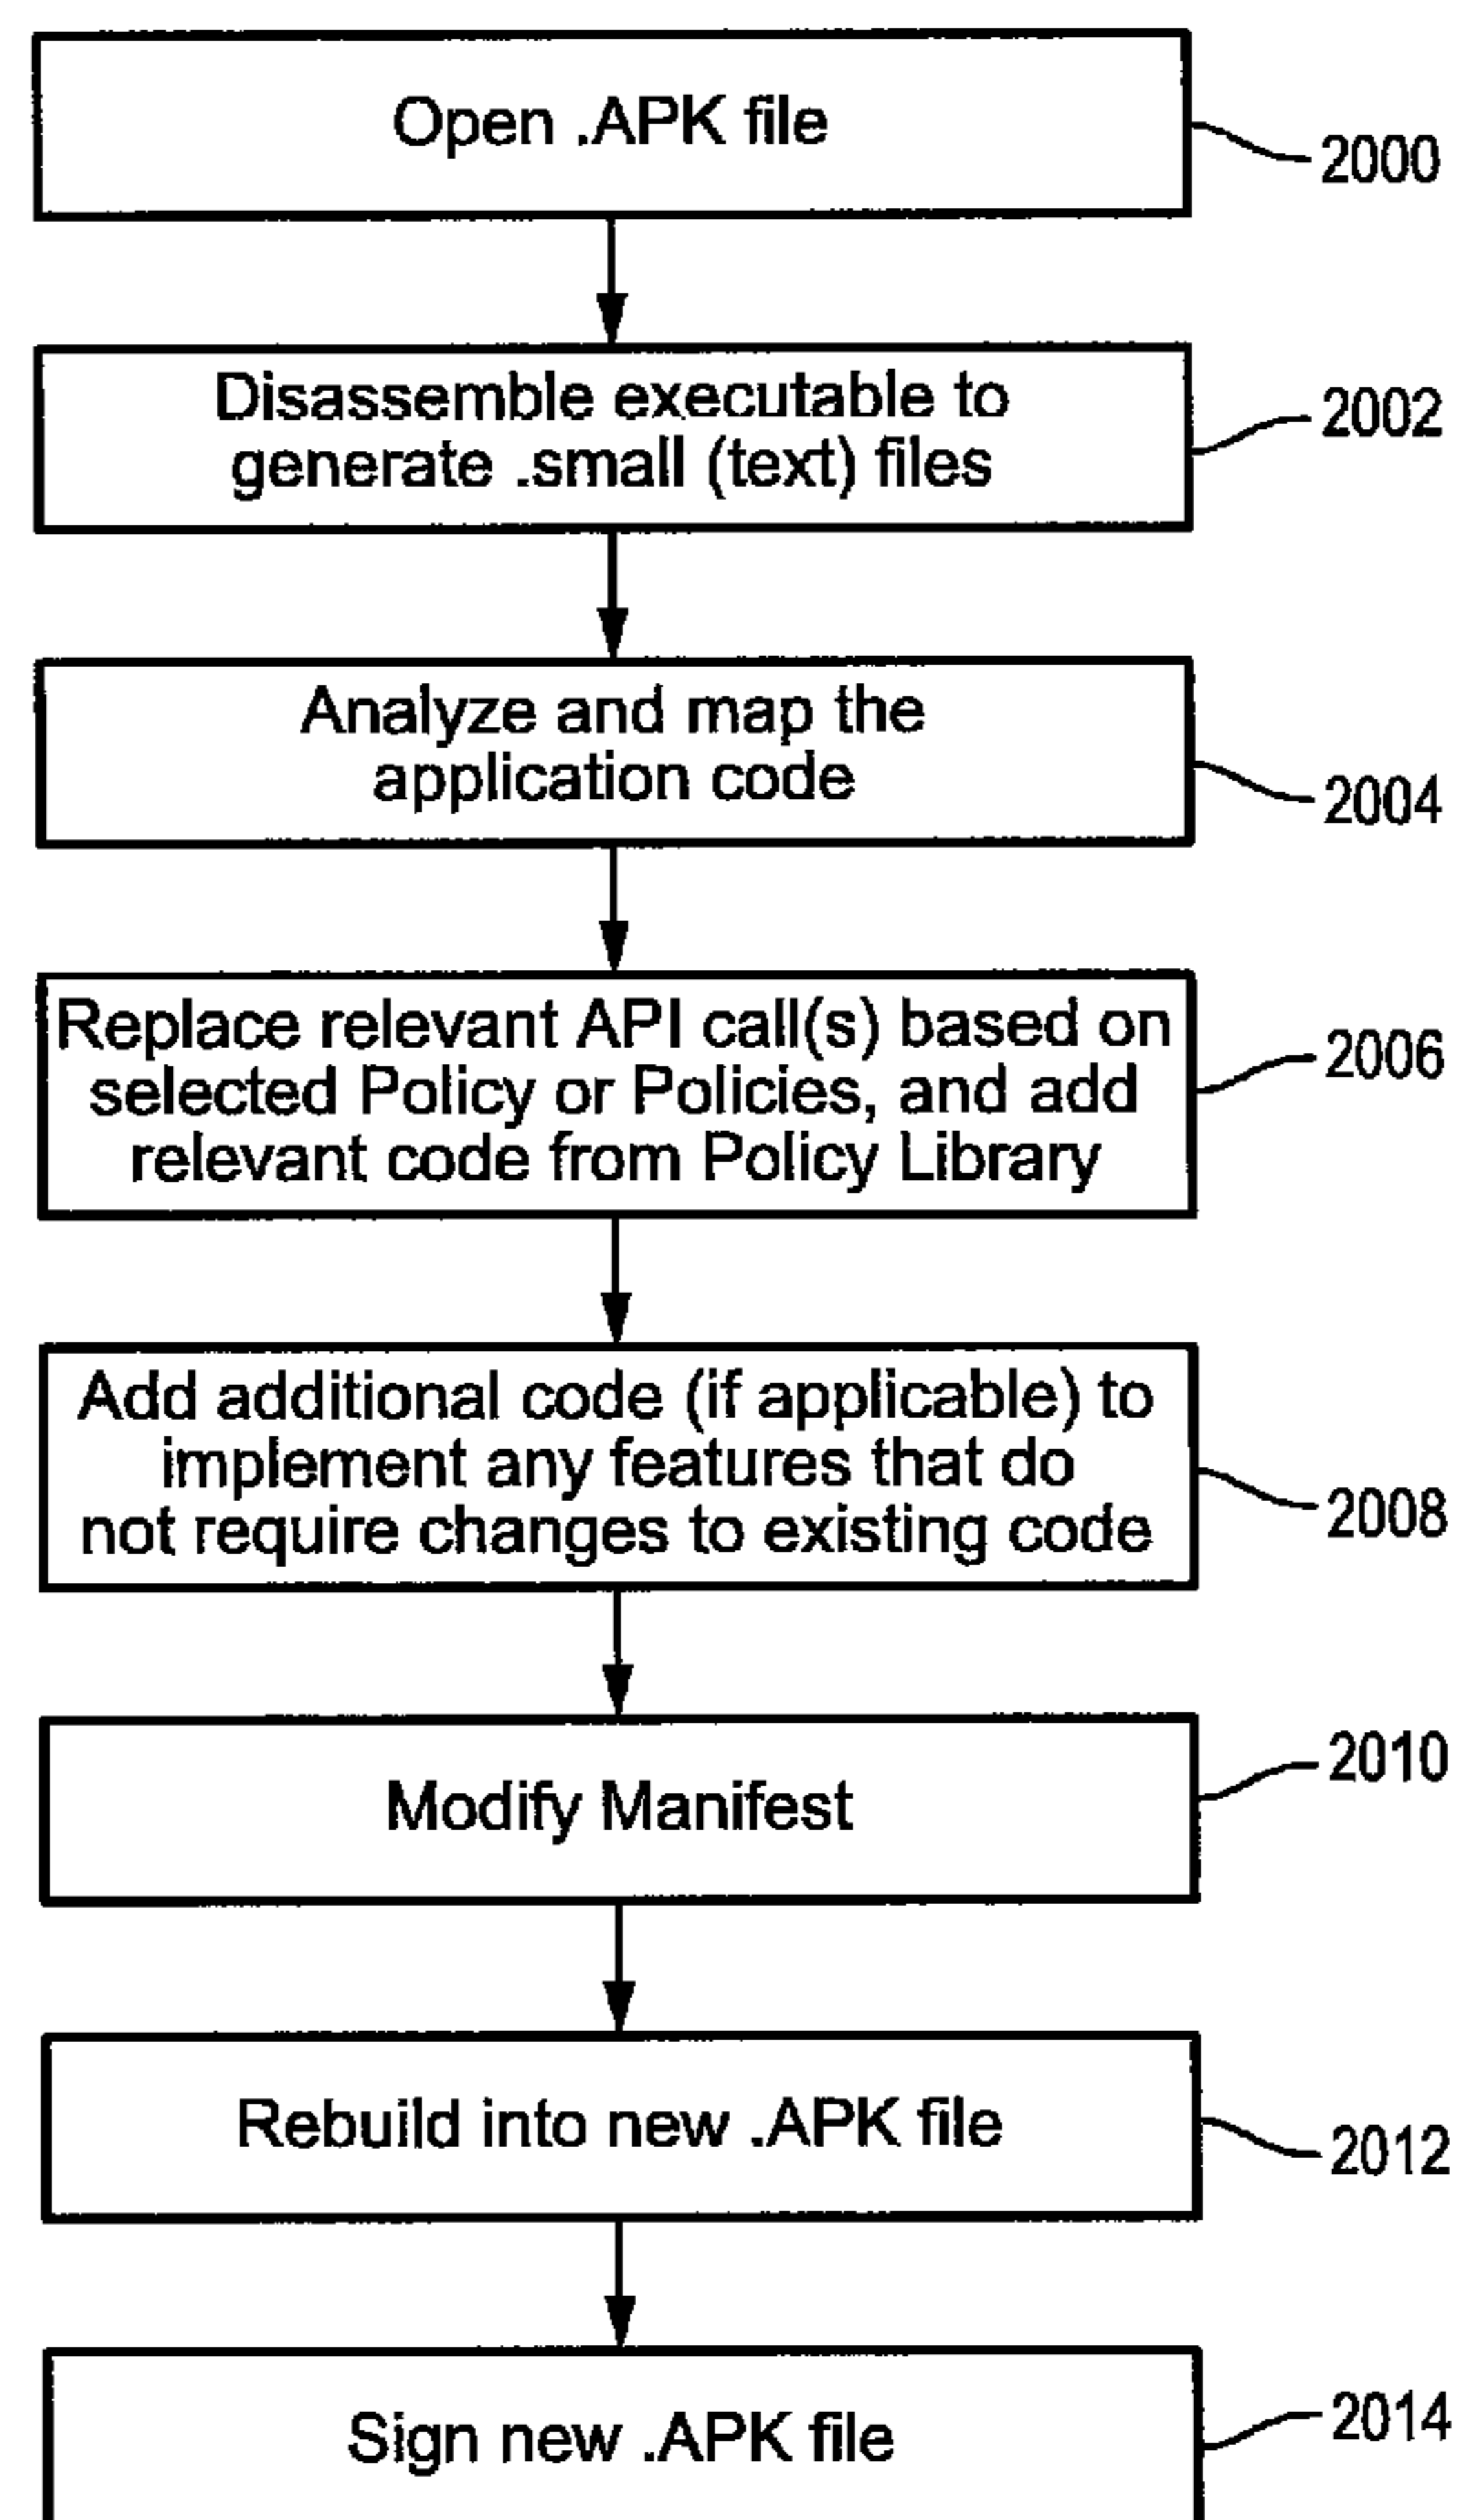 Open .APK file
2000
Disassemble executable to
generate .small (text) files
2002
Analyze and map the
application code
2004
Replace relevant API call(s) based on
selected Policy or Policies, and add
relevant code from Policy Library
2006
Add additional code (if applicable) to
implement any features that do
not require changes to existing code
2008
Modify Manifest
2010
Rebuild into new .APK file
2012
Sign new .APK file
2014